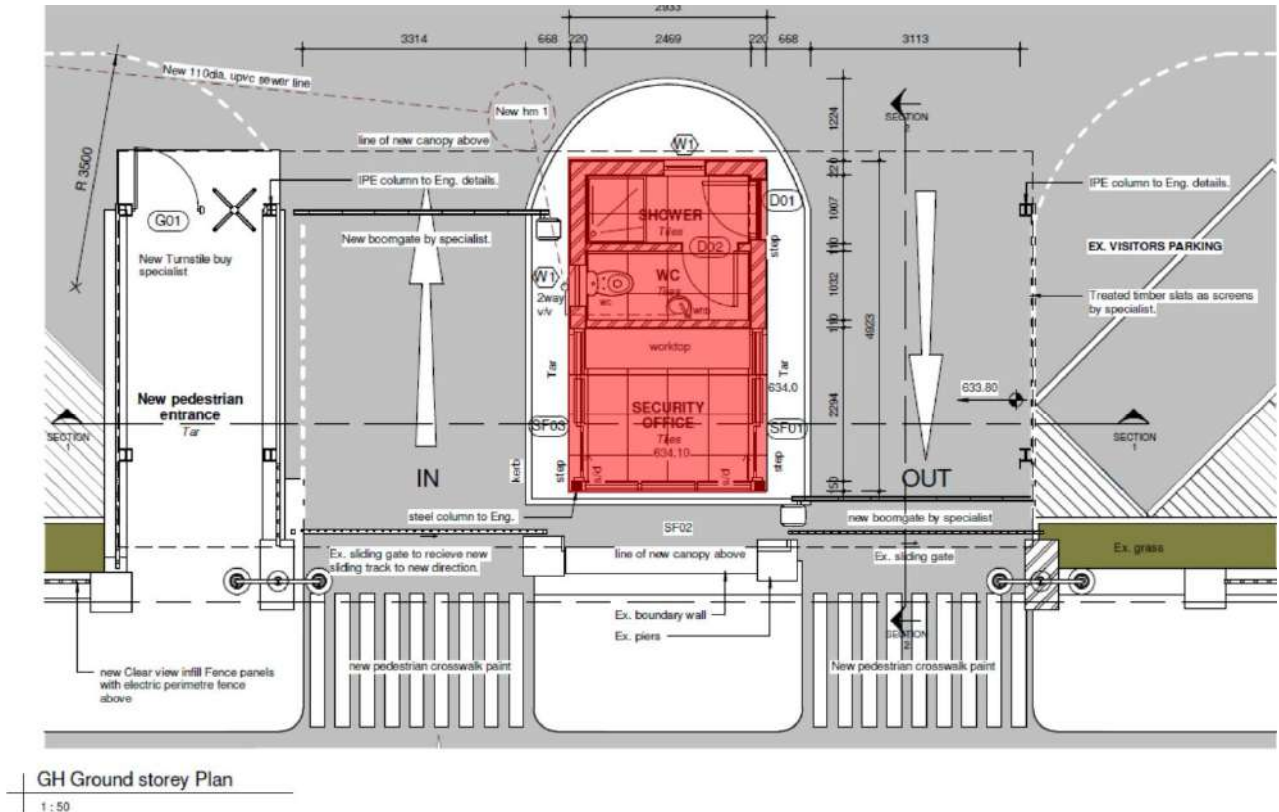 2933
3314
668
220
2469
220
668
3113
New 110dia. upvc sewer line
New hm 1
R 3500
line of new canopy above
W1
SECTION
2
1224
220
IPE column to Eng. details.
IPE column to Eng. details.
G01
New Turnstile buy
specialist
New boomgate by specialist.
SHOWER
Tiles
D01
D02
step
1007
110
EX. VISITORS PARKING
W1
2way
v/v
WC
Tiles
wc
whb
1032
110
4923
Treated timber slats as screens
by specialist.
worktop
Tar
Tar
634.0
633.80
New pedestrian
entrance
Tar
SECURITY
OFFICE
Tiles
634.10
SF03
SF01
2294
SECTION
1
SECTION
1
IN
OUT
kerb
step
s/d
s/d
step
150
steel column to Eng.
SF02
new boomgate by specialist
Ex. sliding gate to recieve new
sliding track to new direction.
line of new canopy above
Ex. sliding gate
Ex. grass
Ex. boundary wall
Ex. piers
SECTION
2
new Clear view infill Fence panels
with electric perimetre fence
above
new pedestrian crosswalk paint
New pedestrian crosswalk paint
GH Ground storey Plan
1 : 50